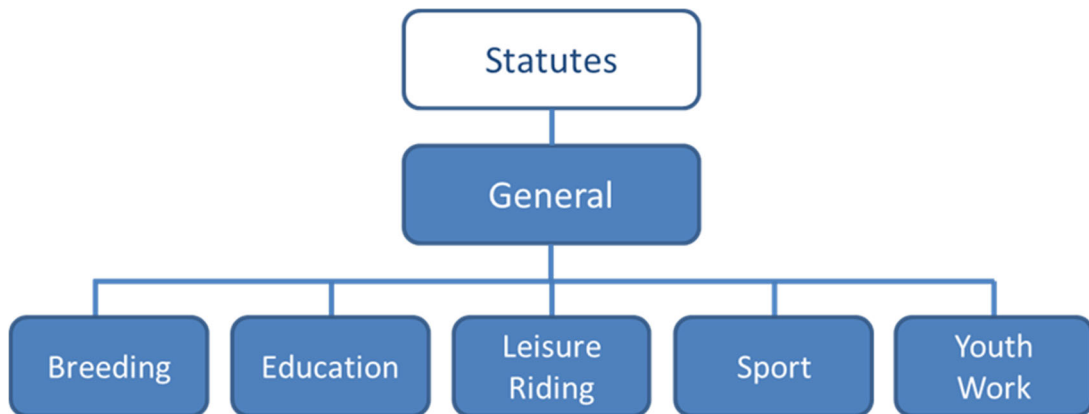 Statutes
General
Breeding
Education
Leisure
Riding
Sport
Youth
Work